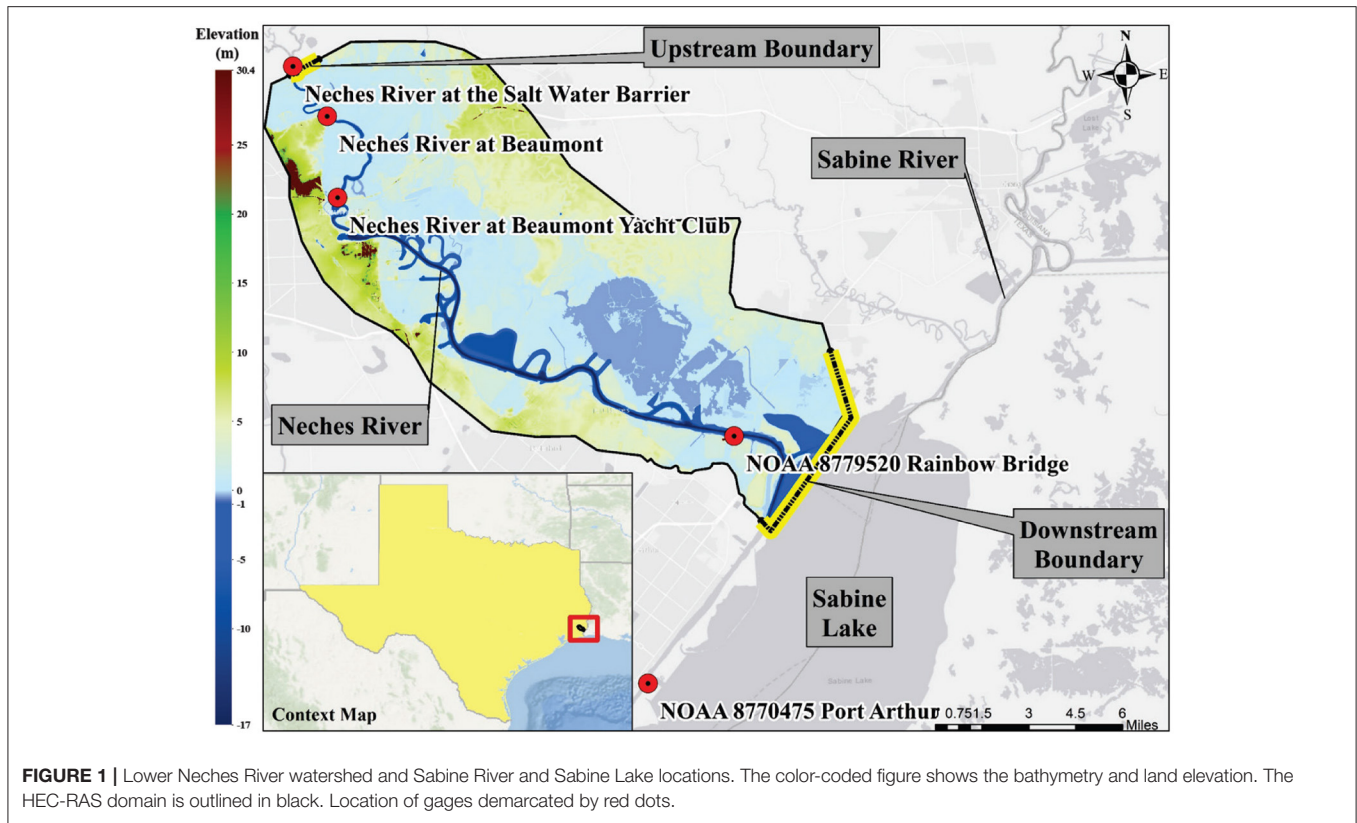 Elevation
(m)
30.4
25
20
15
10
5
0
-1
-5
-10
-17
Upstream Boundary
N
W
E
S
Neches River at the Salt Water Barrier
Neches River at Beaumont
Sabine River
Neches River at Beaumont Yacht Club
Neches River
NOAA 8779520 Rainbow Bridge
Downstream
Boundary
Sabine
Lake
Sabine Lake
Context Map
NOAA 8770475 Port Arthur
0.75 1.5 3 4.5 6
Miles
FIGURE 1 | Lower Neches River watershed and Sabine River and Sabine Lake locations. The color-coded figure shows the bathymetry and land elevation. The
HEC-RAS domain is outlined in black. Location of gages demarcated by red dots.